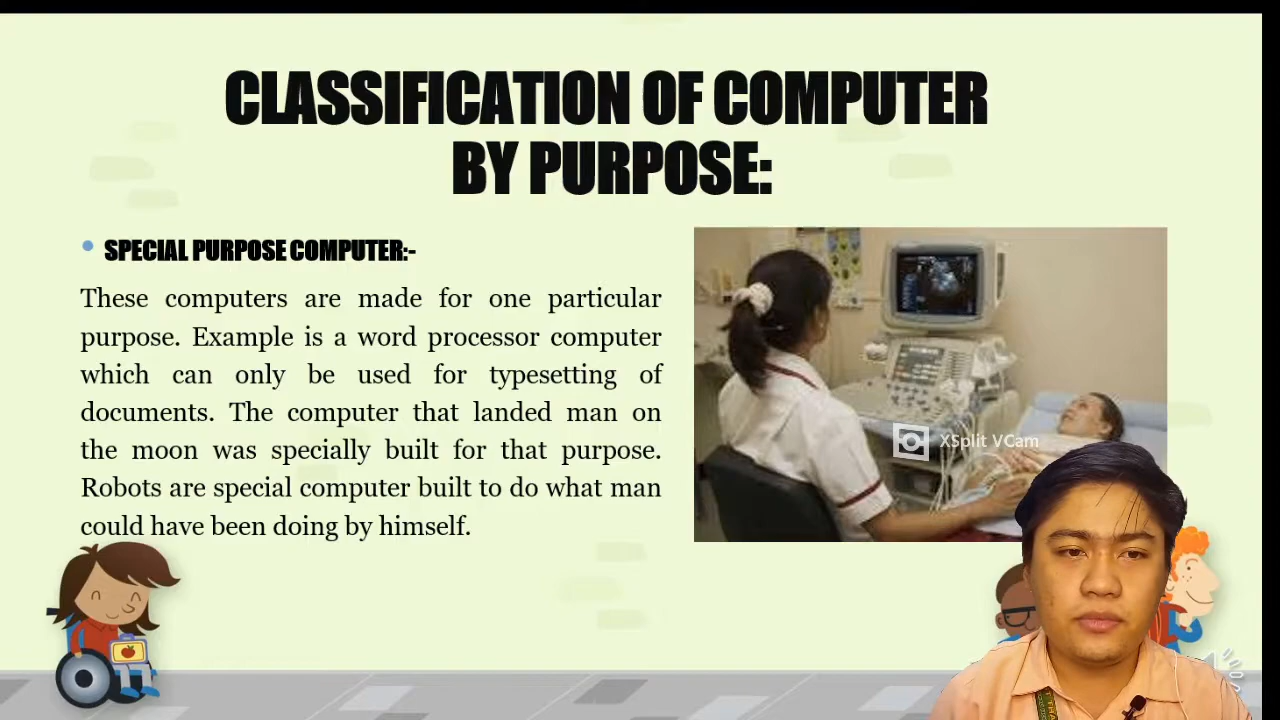 CLASSIFICATION OF COMPUTER
BY PURPOSE:
SPECIAL PURPOSE COMPUTER:-
These computers are made for one particular
purpose. Example is a word processor computer
which can only be used for typesetting of
documents. The computer that landed man on
the moon was specially built for that purpose.
Robots are special computer built to do what man
could have been doing by himself.
XSplit VCam